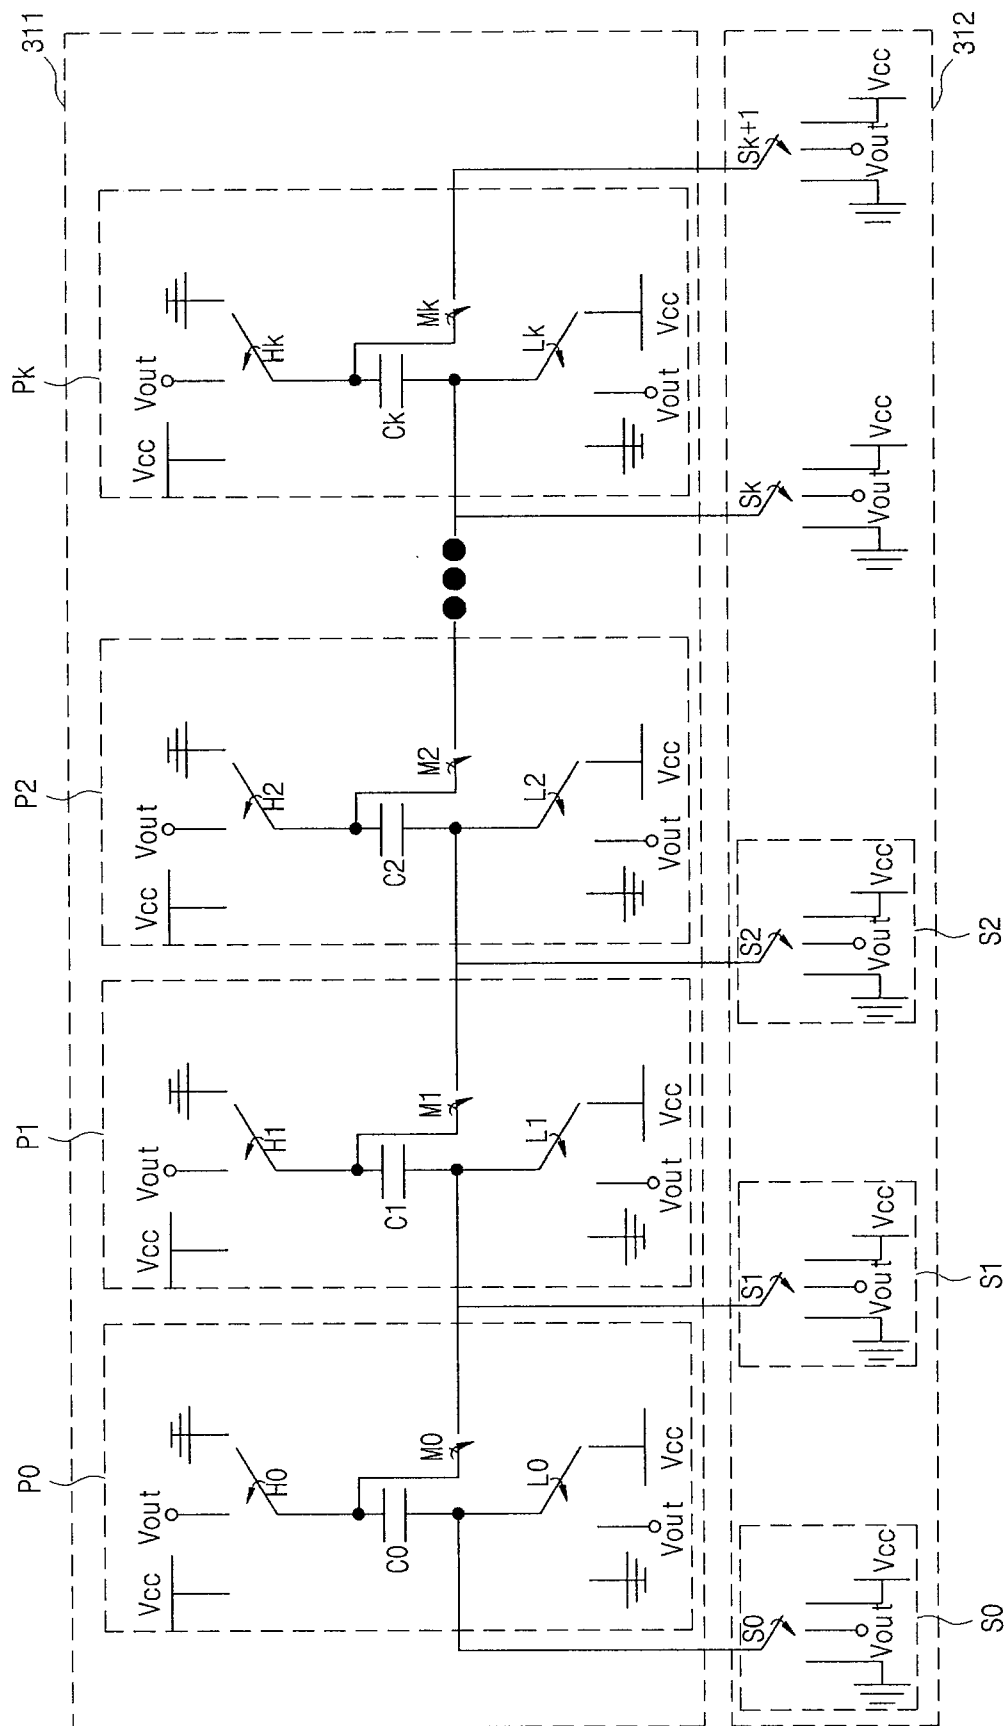 311
P0
P1
P2
Pk
Vcc
Vout
H0
C0
M0
L0
Vout
Vcc
Vcc
Vout
H1
C1
M1
L1
Vout
Vcc
Vcc
Vout
H2
C2
M2
L2
Vout
Vcc
Vcc
Vout
Hk
Ck
Mk
Lk
Vout
Vcc
S0
Vout
Vcc
S0
S1
Vout
Vcc
S1
S2
Vout
Vcc
S2
Sk
Vout
Vcc
Sk+1
Vout
Vcc
312